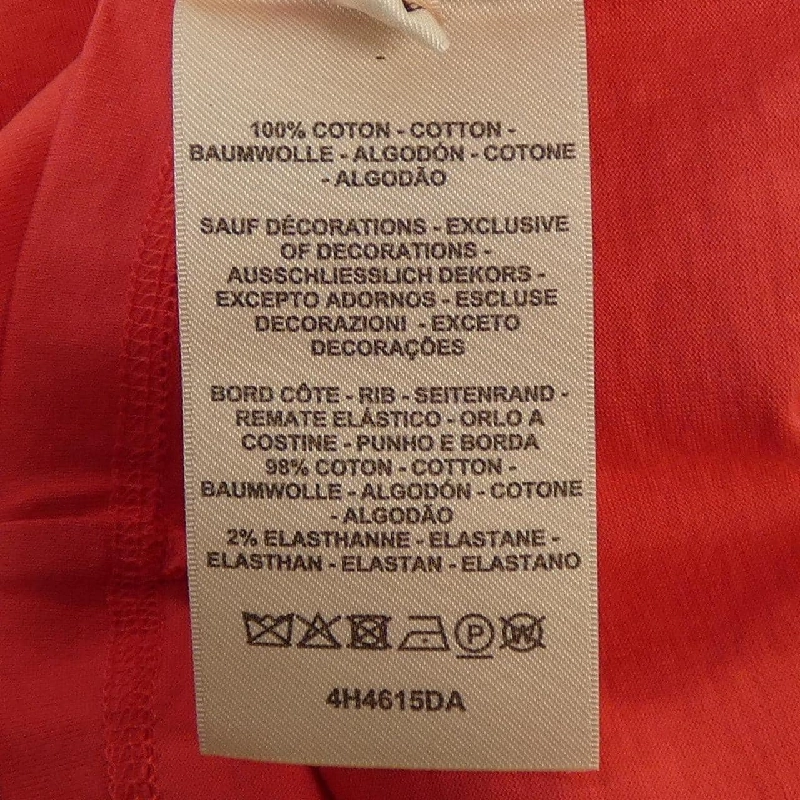 100% COTON - COTTON -
BAUMWOLLE - ALGODÓN - COTONE
- ALGODÃO
SAUF DÉCORATIONS - EXCLUSIVE
OF DECORATIONS -
AUSSCHLIESSLICH DEKORS -
EXCEPTO ADORNOS - ESCLUSE
DECORAZIONI - EXCETO
DECORAÇÕES
BORD CÔTE - RIB - SEITENRAND -
REMATE ELÁSTICO - ORLO A
COSTINE - PUNHO E BORDA
98% COTON - COTTON -
BAUMWOLLE - ALGODÓN - COTONE
- ALGODÃO
2% ELASTHANNE - ELASTANE -
ELASTHAN - ELASTAN - ELASTANO
P W
4H4615DA